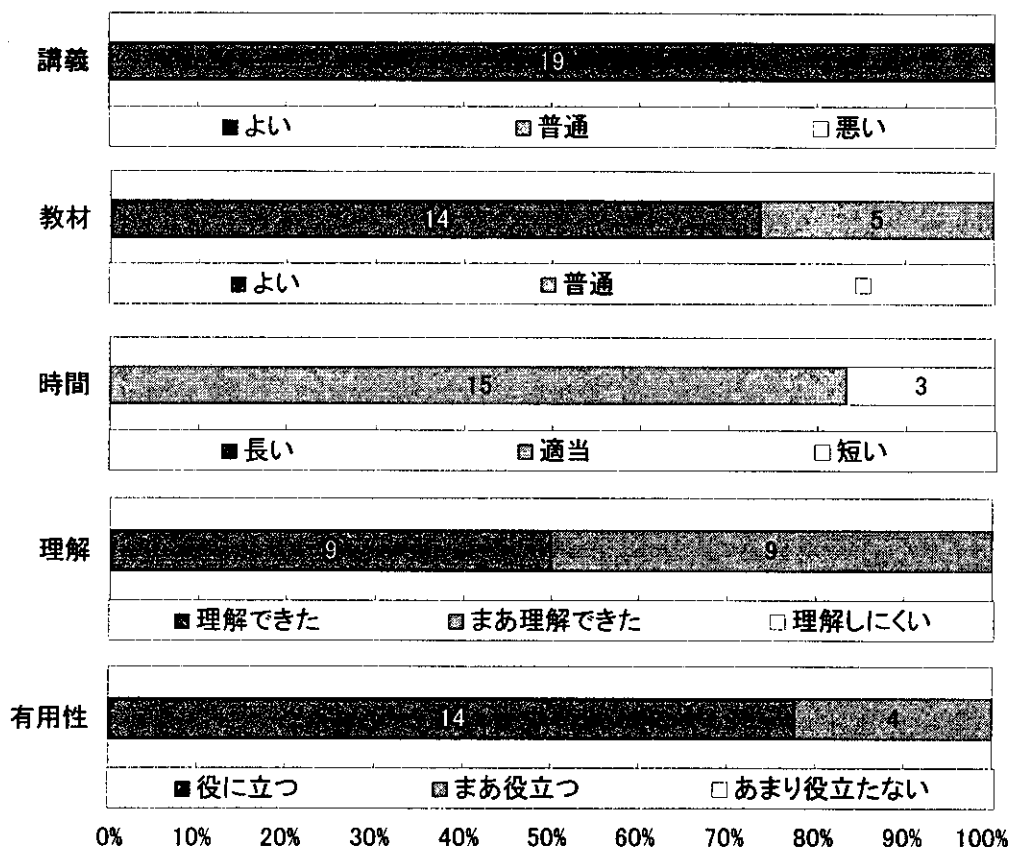 講義
19
■よい □普通 □悪い
教材
14 5
■よい □普通 □
時間
15 3
■長い □適当 □短い
理解
9 9
■理解できた □まあ理解できた □理解しにくい
有用性
14 4
■役に立つ □まあ役立つ □あまり役立たない
0% 10% 20% 30% 40% 50% 60% 70% 80% 90% 100%